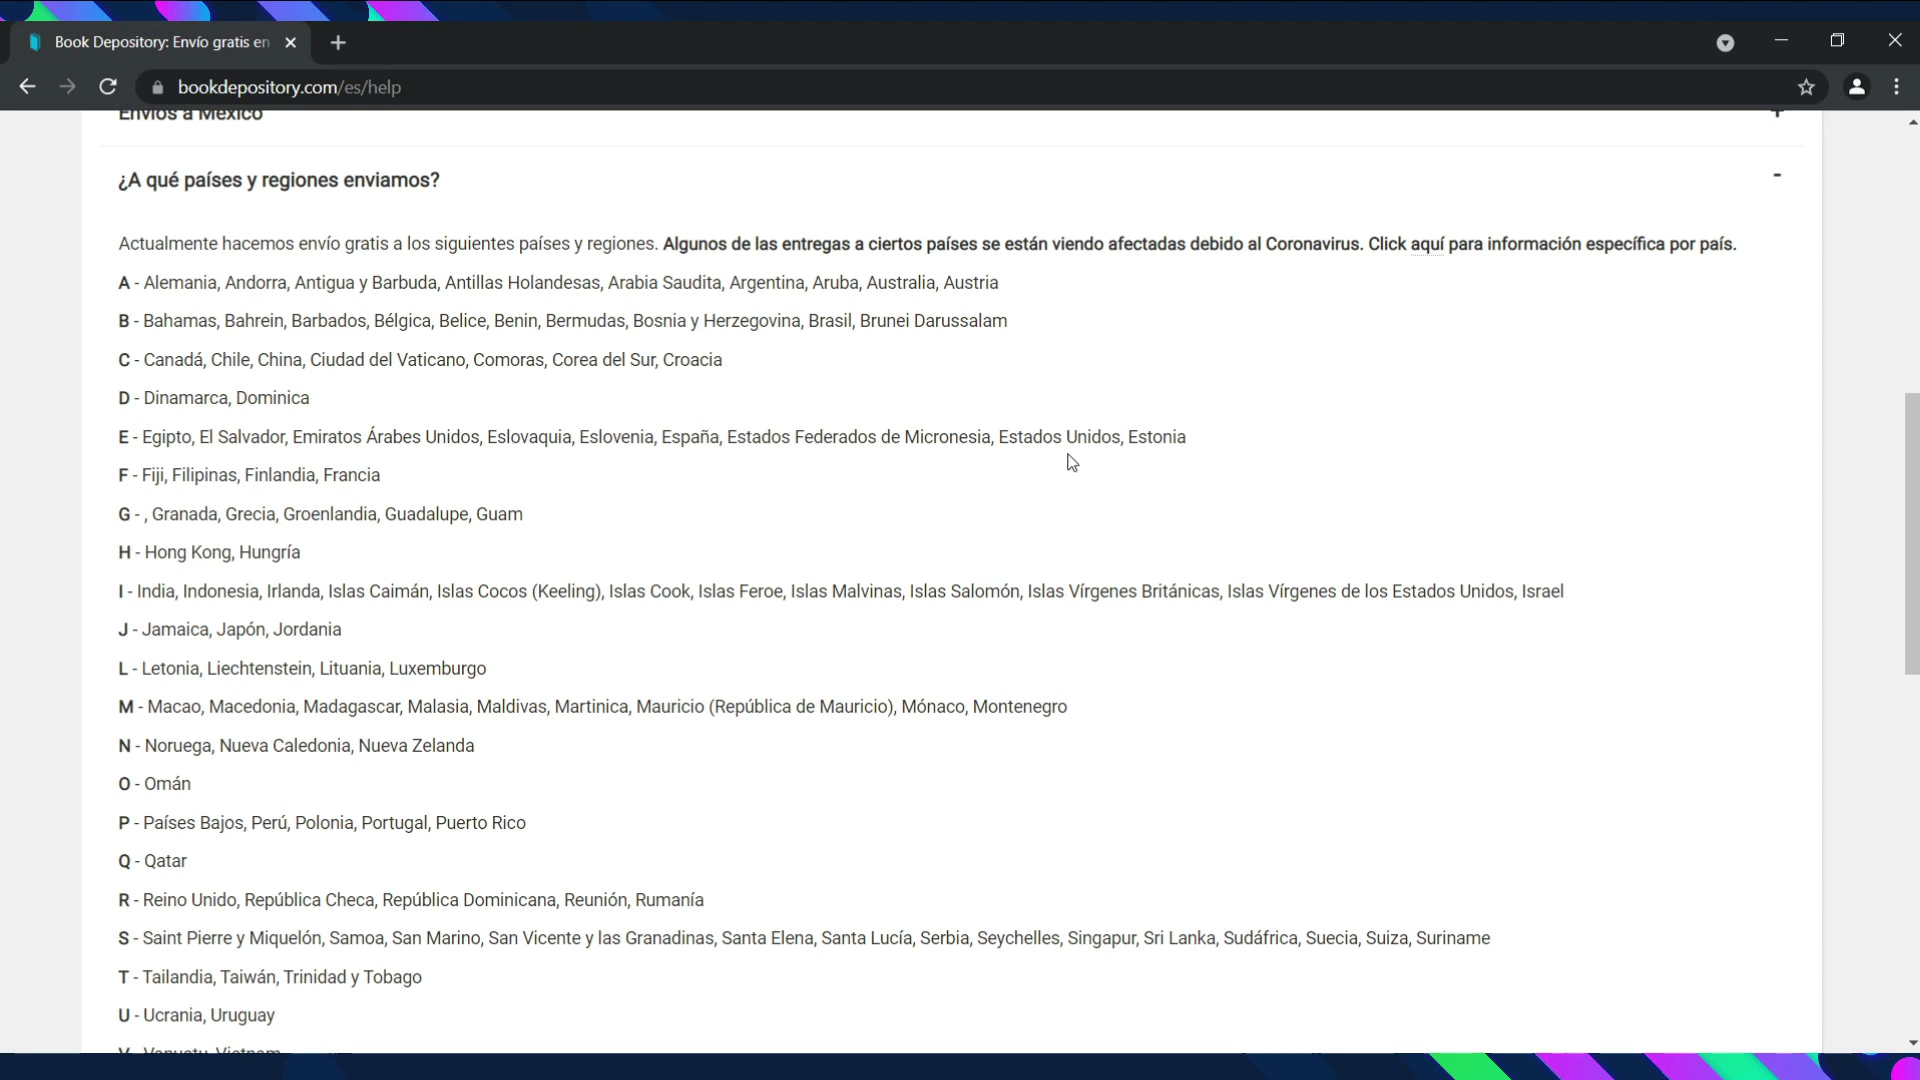 Book Depository: Envío gratis en
bookdepository.com/es/help
Envíos a México
¿A qué países y regiones enviamos?
Actualmente hacemos envío gratis a los siguientes países y regiones. Algunos de las entregas a ciertos países se están viendo afectadas debido al Coronavirus. Click aquí para información específica por país.
A - Alemania, Andorra, Antigua y Barbuda, Antillas Holandesas, Arabia Saudita, Argentina, Aruba, Australia, Austria
B - Bahamas, Bahrein, Barbados, Bélgica, Belice, Benin, Bermudas, Bosnia y Herzegovina, Brasil, Brunei Darussalam
C - Canadá, Chile, China, Ciudad del Vaticano, Comoras, Corea del Sur, Croacia
D - Dinamarca, Dominica
E - Egipto, El Salvador, Emiratos Árabes Unidos, Eslovaquia, Eslovenia, España, Estados Federados de Micronesia, Estados Unidos, Estonia
F - Fiji, Filipinas, Finlandia, Francia
G - , Granada, Grecia, Groenlandia, Guadalupe, Guam
H - Hong Kong, Hungría
I - India, Indonesia, Irlanda, Islas Caimán, Islas Cocos (Keeling), Islas Cook, Islas Feroe, Islas Malvinas, Islas Salomón, Islas Vírgenes Británicas, Islas Vírgenes de los Estados Unidos, Israel
J - Jamaica, Japón, Jordania
L - Letonia, Liechtenstein, Lituania, Luxemburgo
M - Macao, Macedonia, Madagascar, Malasia, Maldivas, Martinica, Mauricio (República de Mauricio), Mónaco, Montenegro
N - Noruega, Nueva Caledonia, Nueva Zelanda
O - Omán
P - Países Bajos, Perú, Polonia, Portugal, Puerto Rico
Q - Qatar
R - Reino Unido, República Checa, República Dominicana, Reunión, Rumanía
S - Saint Pierre y Miquelón, Samoa, San Marino, San Vicente y las Granadinas, Santa Elena, Santa Lucía, Serbia, Seychelles, Singapur, Sri Lanka, Sudáfrica, Suecia, Suiza, Suriname
T - Tailandia, Taiwán, Trinidad y Tobago
U - Ucrania, Uruguay
V - Vanuatu, Vietnam